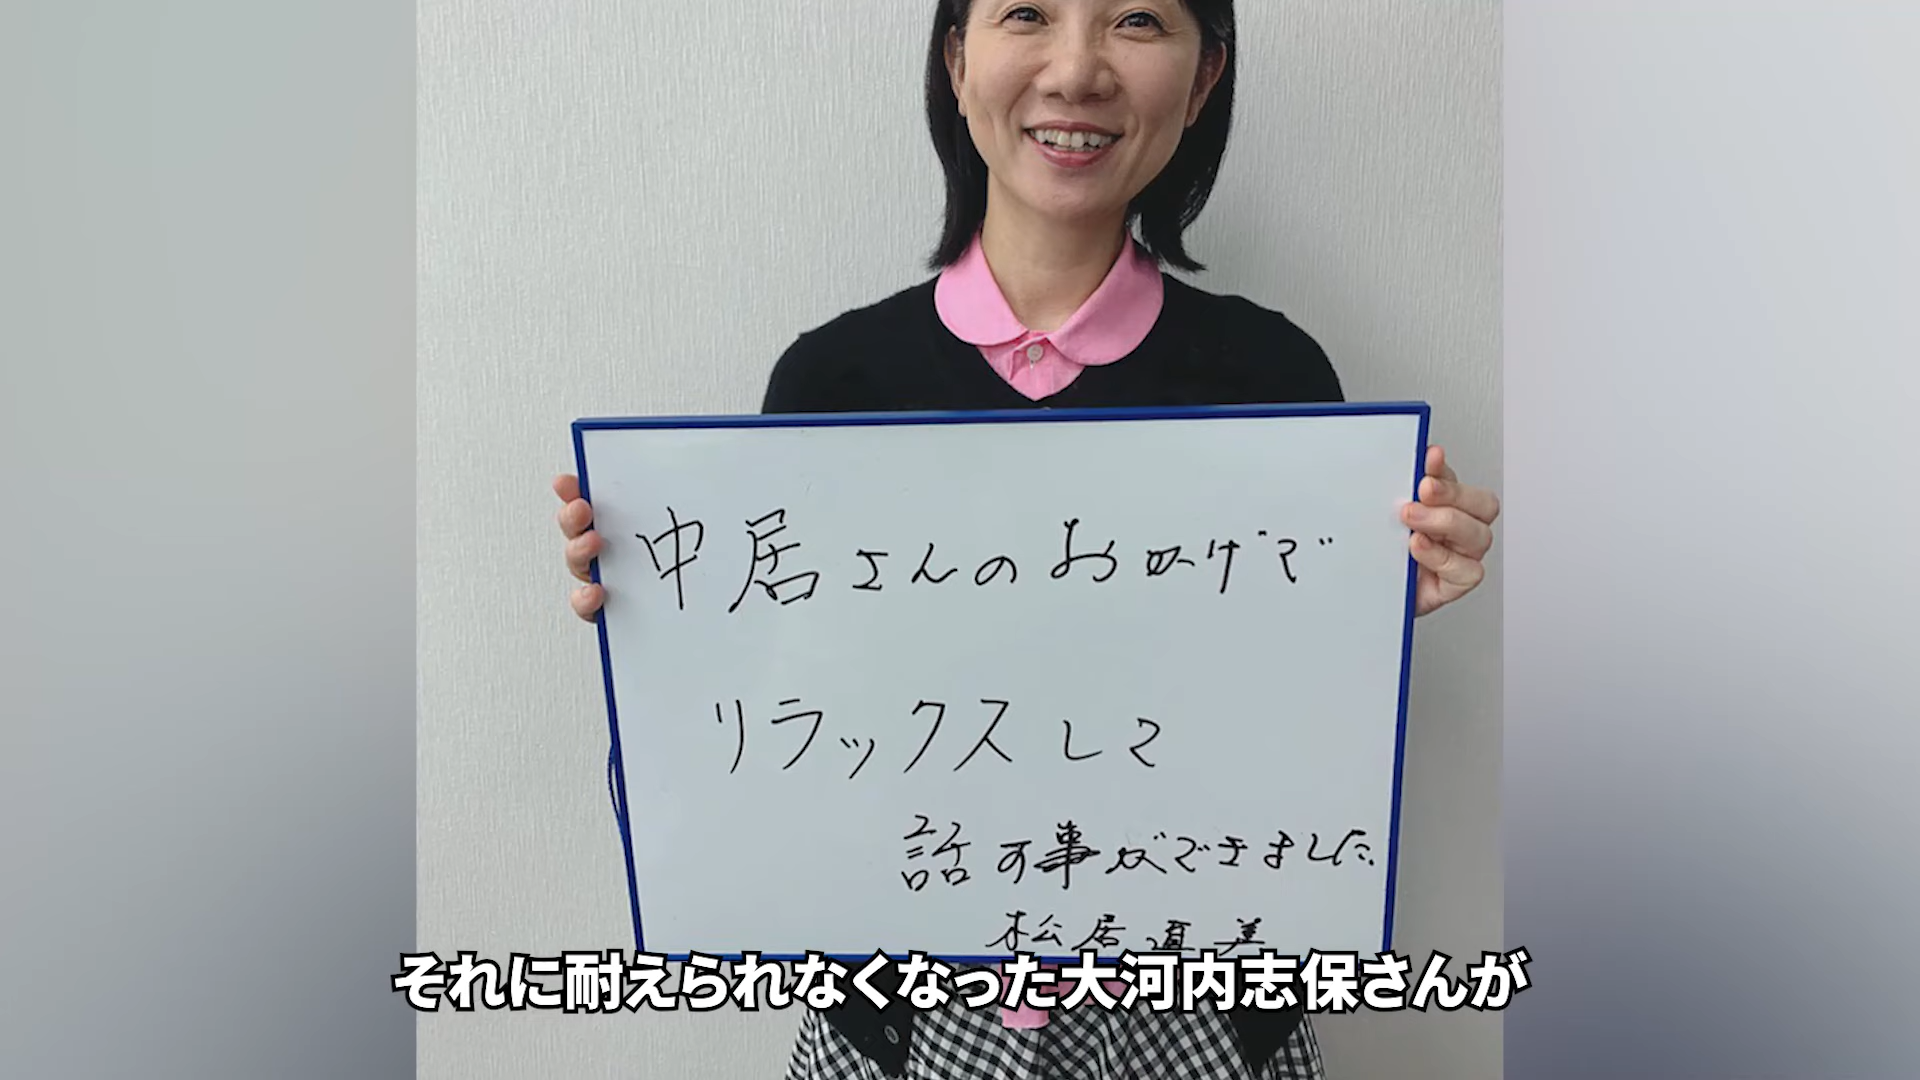 中居さんのおかげで
リラックスして
話す事ができました。
松居直美
それに耐えられなくなった大河内志保さんが